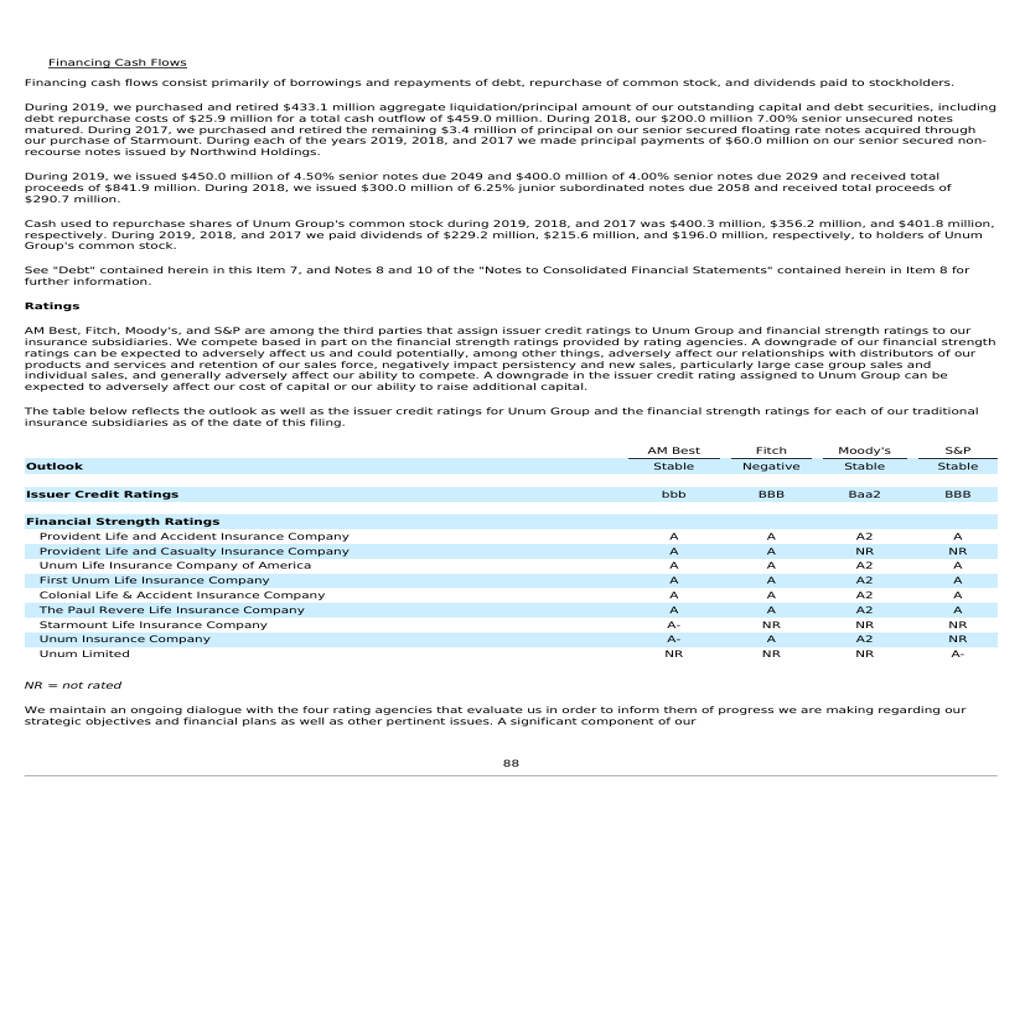 Financing Cash Flows
Financing cash flows consist primarily of borrowings and repayments of debt, repurchase of common stock, and dividends paid to stockholders.
During 2019, we purchased and retired $433.1 million aggregate liquidation/principal amount of our outstanding capital and debt securities, including
debt repurchase costs of $25.9 million for a total cash outflow of $459.0 million. During 2018, our $200.0 million 7.00% senior unsecured notes
matured. During 2017, we purchased and retired the remaining $3.4 million of principal on our senior secured floating rate notes acquired through
our purchase of Starmount. During each of the years 2019, 2018, and 2017 we made principal payments of $60.0 million on our senior secured non-
recourse notes issued by Northwind Holdings.
During 2019, we issued $450.0 million of 4.50% senior notes due 2049 and $400.0 million of 4.00% senior notes due 2029 and received total
proceeds of $841.9 million. During 2018, we issued $300.0 million of 6.25% junior subordinated notes due 2058 and received total proceeds of
$290.7 million.
Cash used to repurchase shares of Unum Group's common stock during 2019, 2018, and 2017 was $400.3 million, $356.2 million, and $401.8 million,
respectively. During 2019, 2018, and 2017 we paid dividends of $229.2 million, $215.6 million, and $196.0 million, respectively, to holders of Unum
Group's common stock.
See "Debt" contained herein in this Item 7, and Notes 8 and 10 of the "Notes to Consolidated Financial Statements" contained herein in Item 8 for
further information.
Ratings
AM Best, Fitch, Moody's, and S&P are among the third parties that assign issuer credit ratings to Unum Group and financial strength ratings to our
insurance subsidiaries. We compete based in part on the financial strength ratings provided by rating agencies. A downgrade of our financial strength
ratings can be expected to adversely affect us and could potentially, among other things, adversely affect our relationships with distributors of our
products and services and retention of our sales force, negatively impact persistency and new sales, particularly large case group sales and
individual sales, and generally adversely affect our ability to compete. A downgrade in the issuer credit rating assigned to Unum Group can be
expected to adversely affect our cost of capital or our ability to raise additional capital.
The table below reflects the outlook as well as the issuer credit ratings for Unum Group and the financial strength ratings for each of our traditional
insurance subsidiaries as of the date of this filing.
AM Best Fitch Moody's S&P
Outlook Stable Negative Stable Stable
Issuer Credit Ratings bbb BBB Baa2 BBB
Financial Strength Ratings
Provident Life and Accident Insurance Company A A A2 A
Provident Life and Casualty Insurance Company A A NR NR
Unum Life Insurance Company of America A A A2 A
First Unum Life Insurance Company A A A2 A
Colonial Life & Accident Insurance Company A A A2 A
The Paul Revere Life Insurance Company A A A2 A
Starmount Life Insurance Company A- NR NR NR
Unum Insurance Company A- A A2 NR
Unum Limited NR NR NR A-
NR = not rated
We maintain an ongoing dialogue with the four rating agencies that evaluate us in order to inform them of progress we are making regarding our
strategic objectives and financial plans as well as other pertinent issues. A significant component of our
88